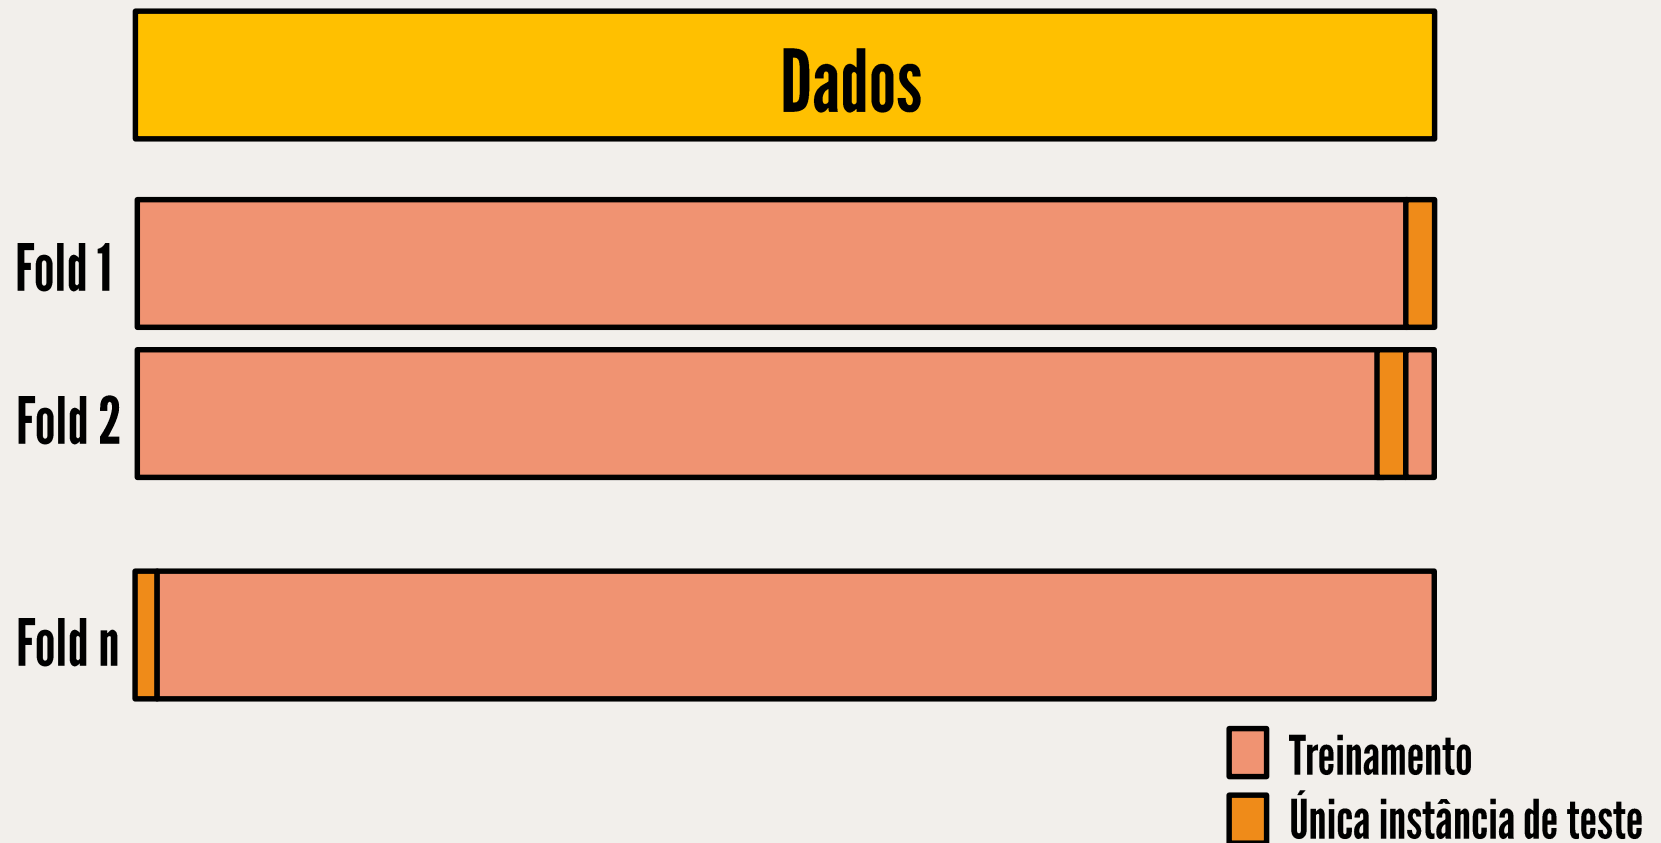 Dados
Fold 1
Fold 2
Fold n
Treinamento
Única instância de teste